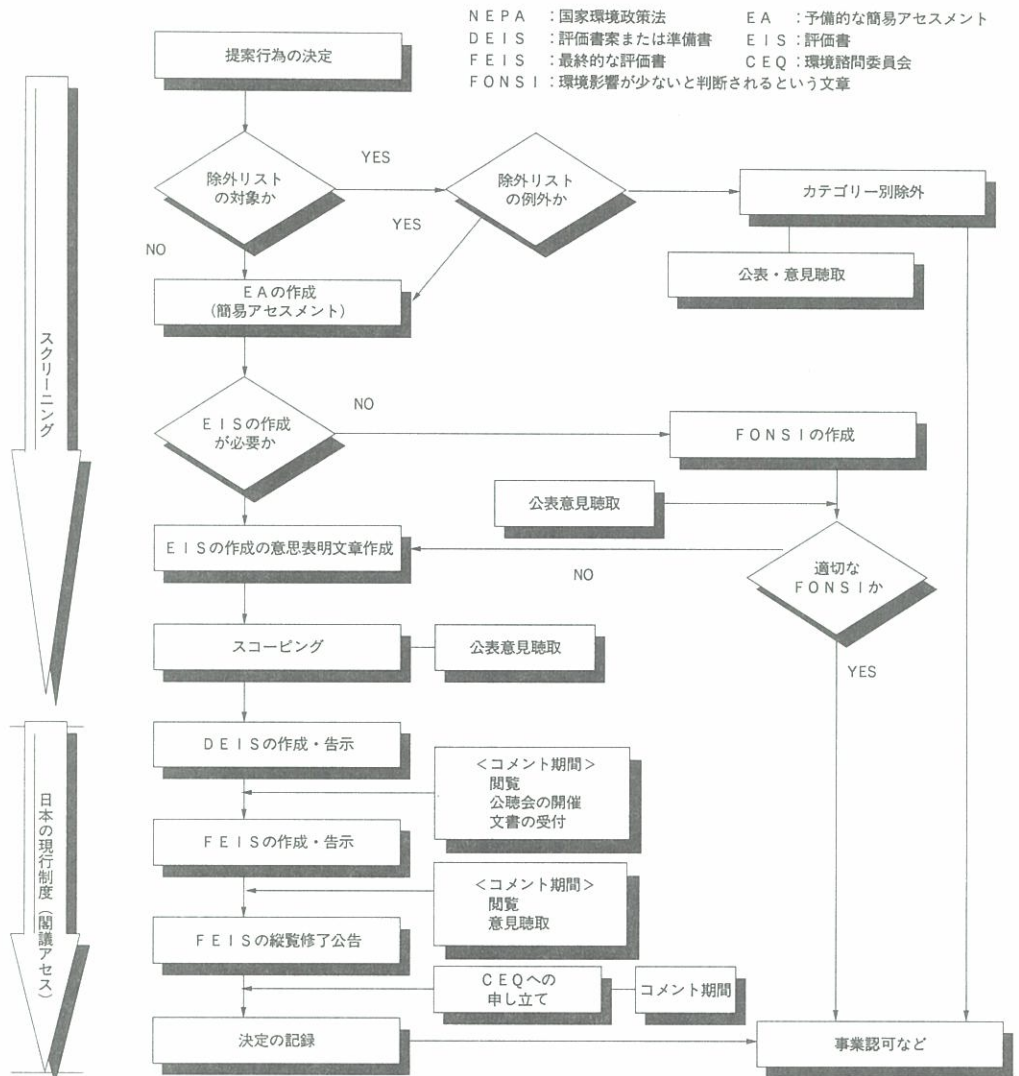 NEPA：国家環境政策法
EA：予備的な簡易アセスメント
DEIS：評価書案または準備書
EIS：評価書
FEIS：最終的な評価書
CEQ：環境諮問委員会
FONSI：環境影響が少ないと判断されるという文章
提案行為の決定
除外リスト
の対象か
YES
除外リスト
の例外か
カテゴリー別除外
YES
NO
公表・意見聴取
EAの作成
(簡易アセスメント)
スクリーニング
EISの作成
が必要か
NO
FONSIの作成
公表意見聴取
EISの作成の意思表明文章作成
NO
適切な
FONSIか
スコーピング
公表意見聴取
YES
日本の現行制度（閣議アセス）
DEISの作成・告示
<コメント期間>
閲覧
公聴会の開催
文書の受付
FEISの作成・告示
<コメント期間>
閲覧
意見聴取
FEISの縦覧修了公告
CEQへの
申し立て
コメント期間
決定の記録
事業認可など